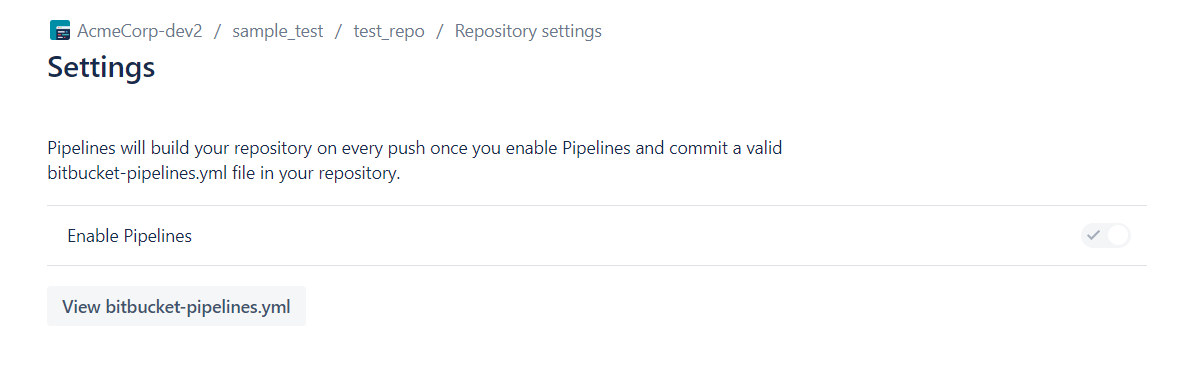 AcmeCorp-dev2 / sample_test / test_repo / Repository settings
Settings
Pipelines will build your repository on every push once you enable Pipelines and commit a valid
bitbucket-pipelines.yml file in your repository.
Enable Pipelines
View bitbucket-pipelines.yml